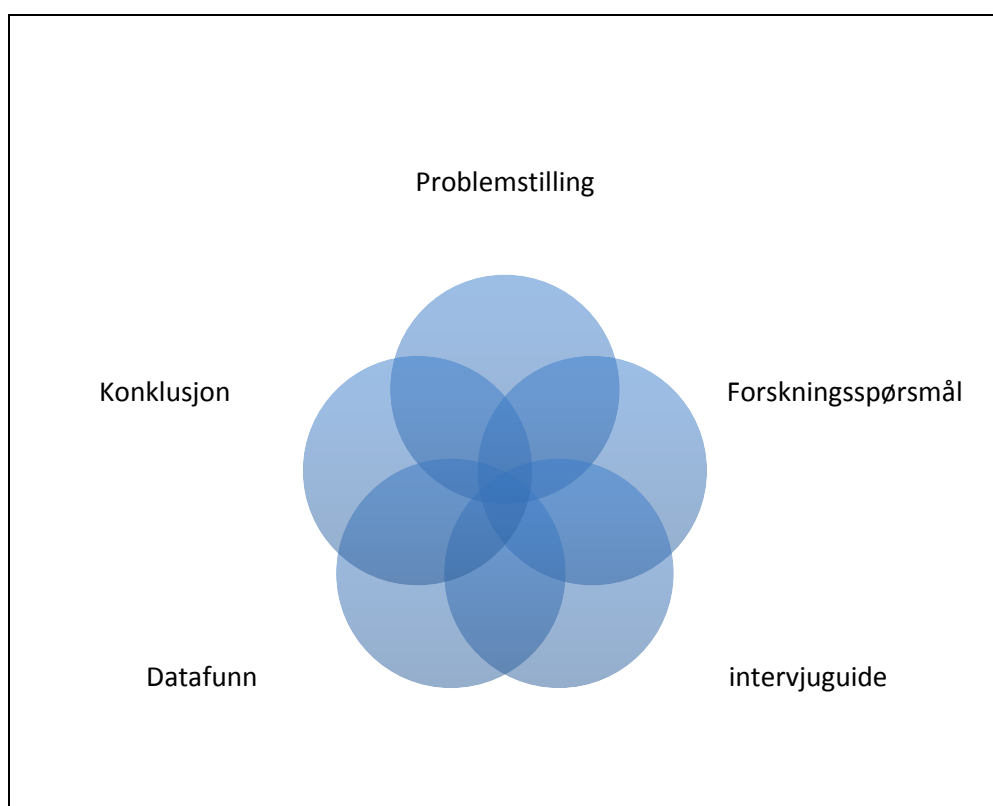 Problemstilling
Konklusjon
Forskningsspørsmål
Datafunn
intervjuguide